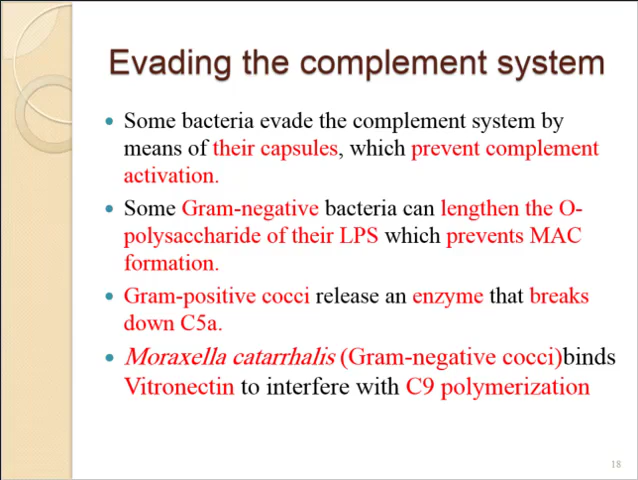 Evading the complement system
• Some bacteria evade the complement system by
means of their capsules, which prevent complement
activation.
• Some Gram-negative bacteria can lengthen the O-
polysaccharide of their LPS which prevents MAC
formation.
• Gram-positive cocci release an enzyme that breaks
down C5a.
• Moraxella catarrhalis (Gram-negative cocci)binds
Vitronectin to interfere with C9 polymerization
18